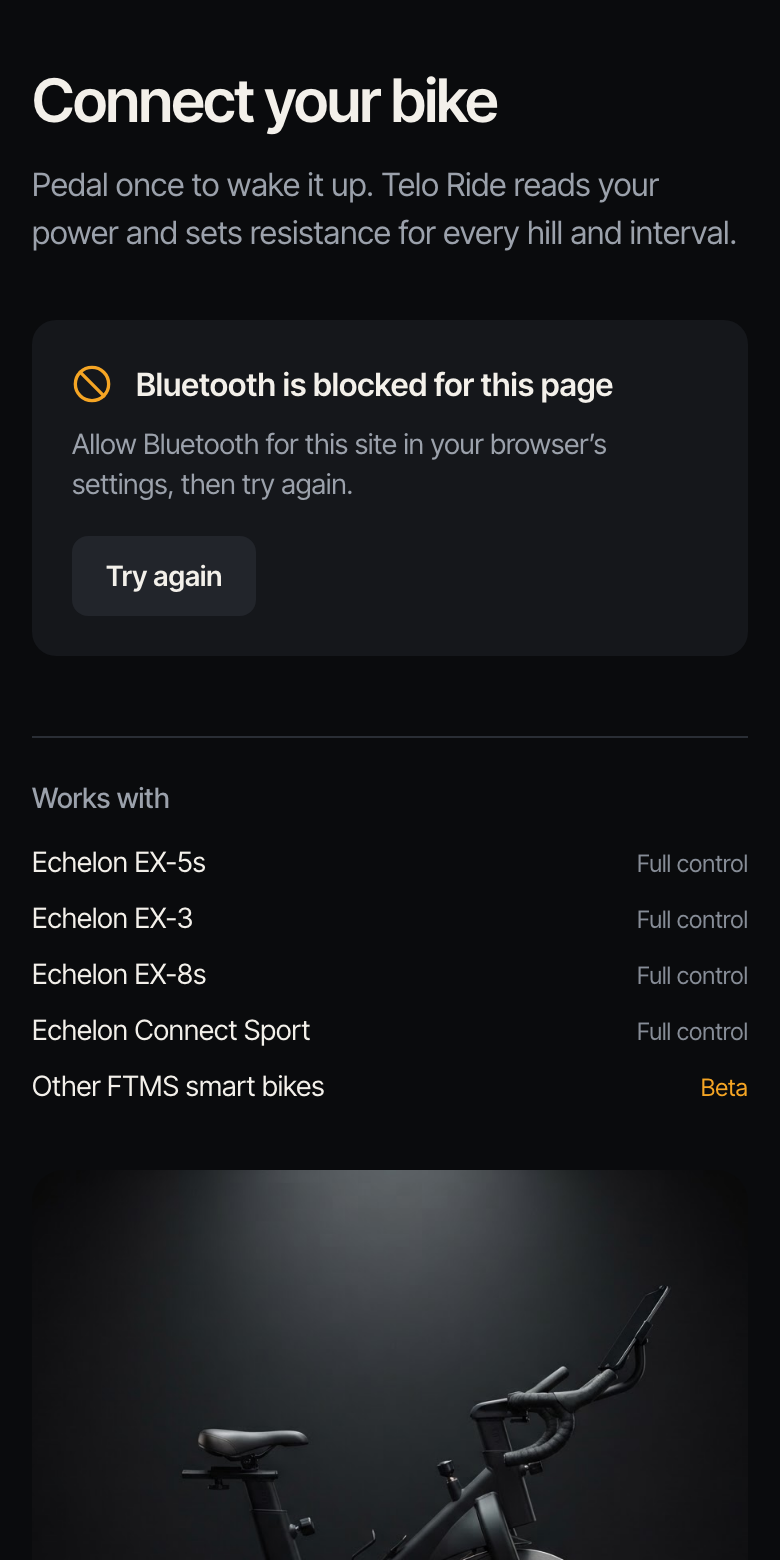 Connect your bike
Pedal once to wake it up. Telo Ride reads your
power and sets resistance for every hill and interval.
Bluetooth is blocked for this page
Allow Bluetooth for this site in your browser’s
settings, then try again.
Try again
Works with
Echelon EX-5s Full control
Echelon EX-3 Full control
Echelon EX-8s Full control
Echelon Connect Sport Full control
Other FTMS smart bikes Beta